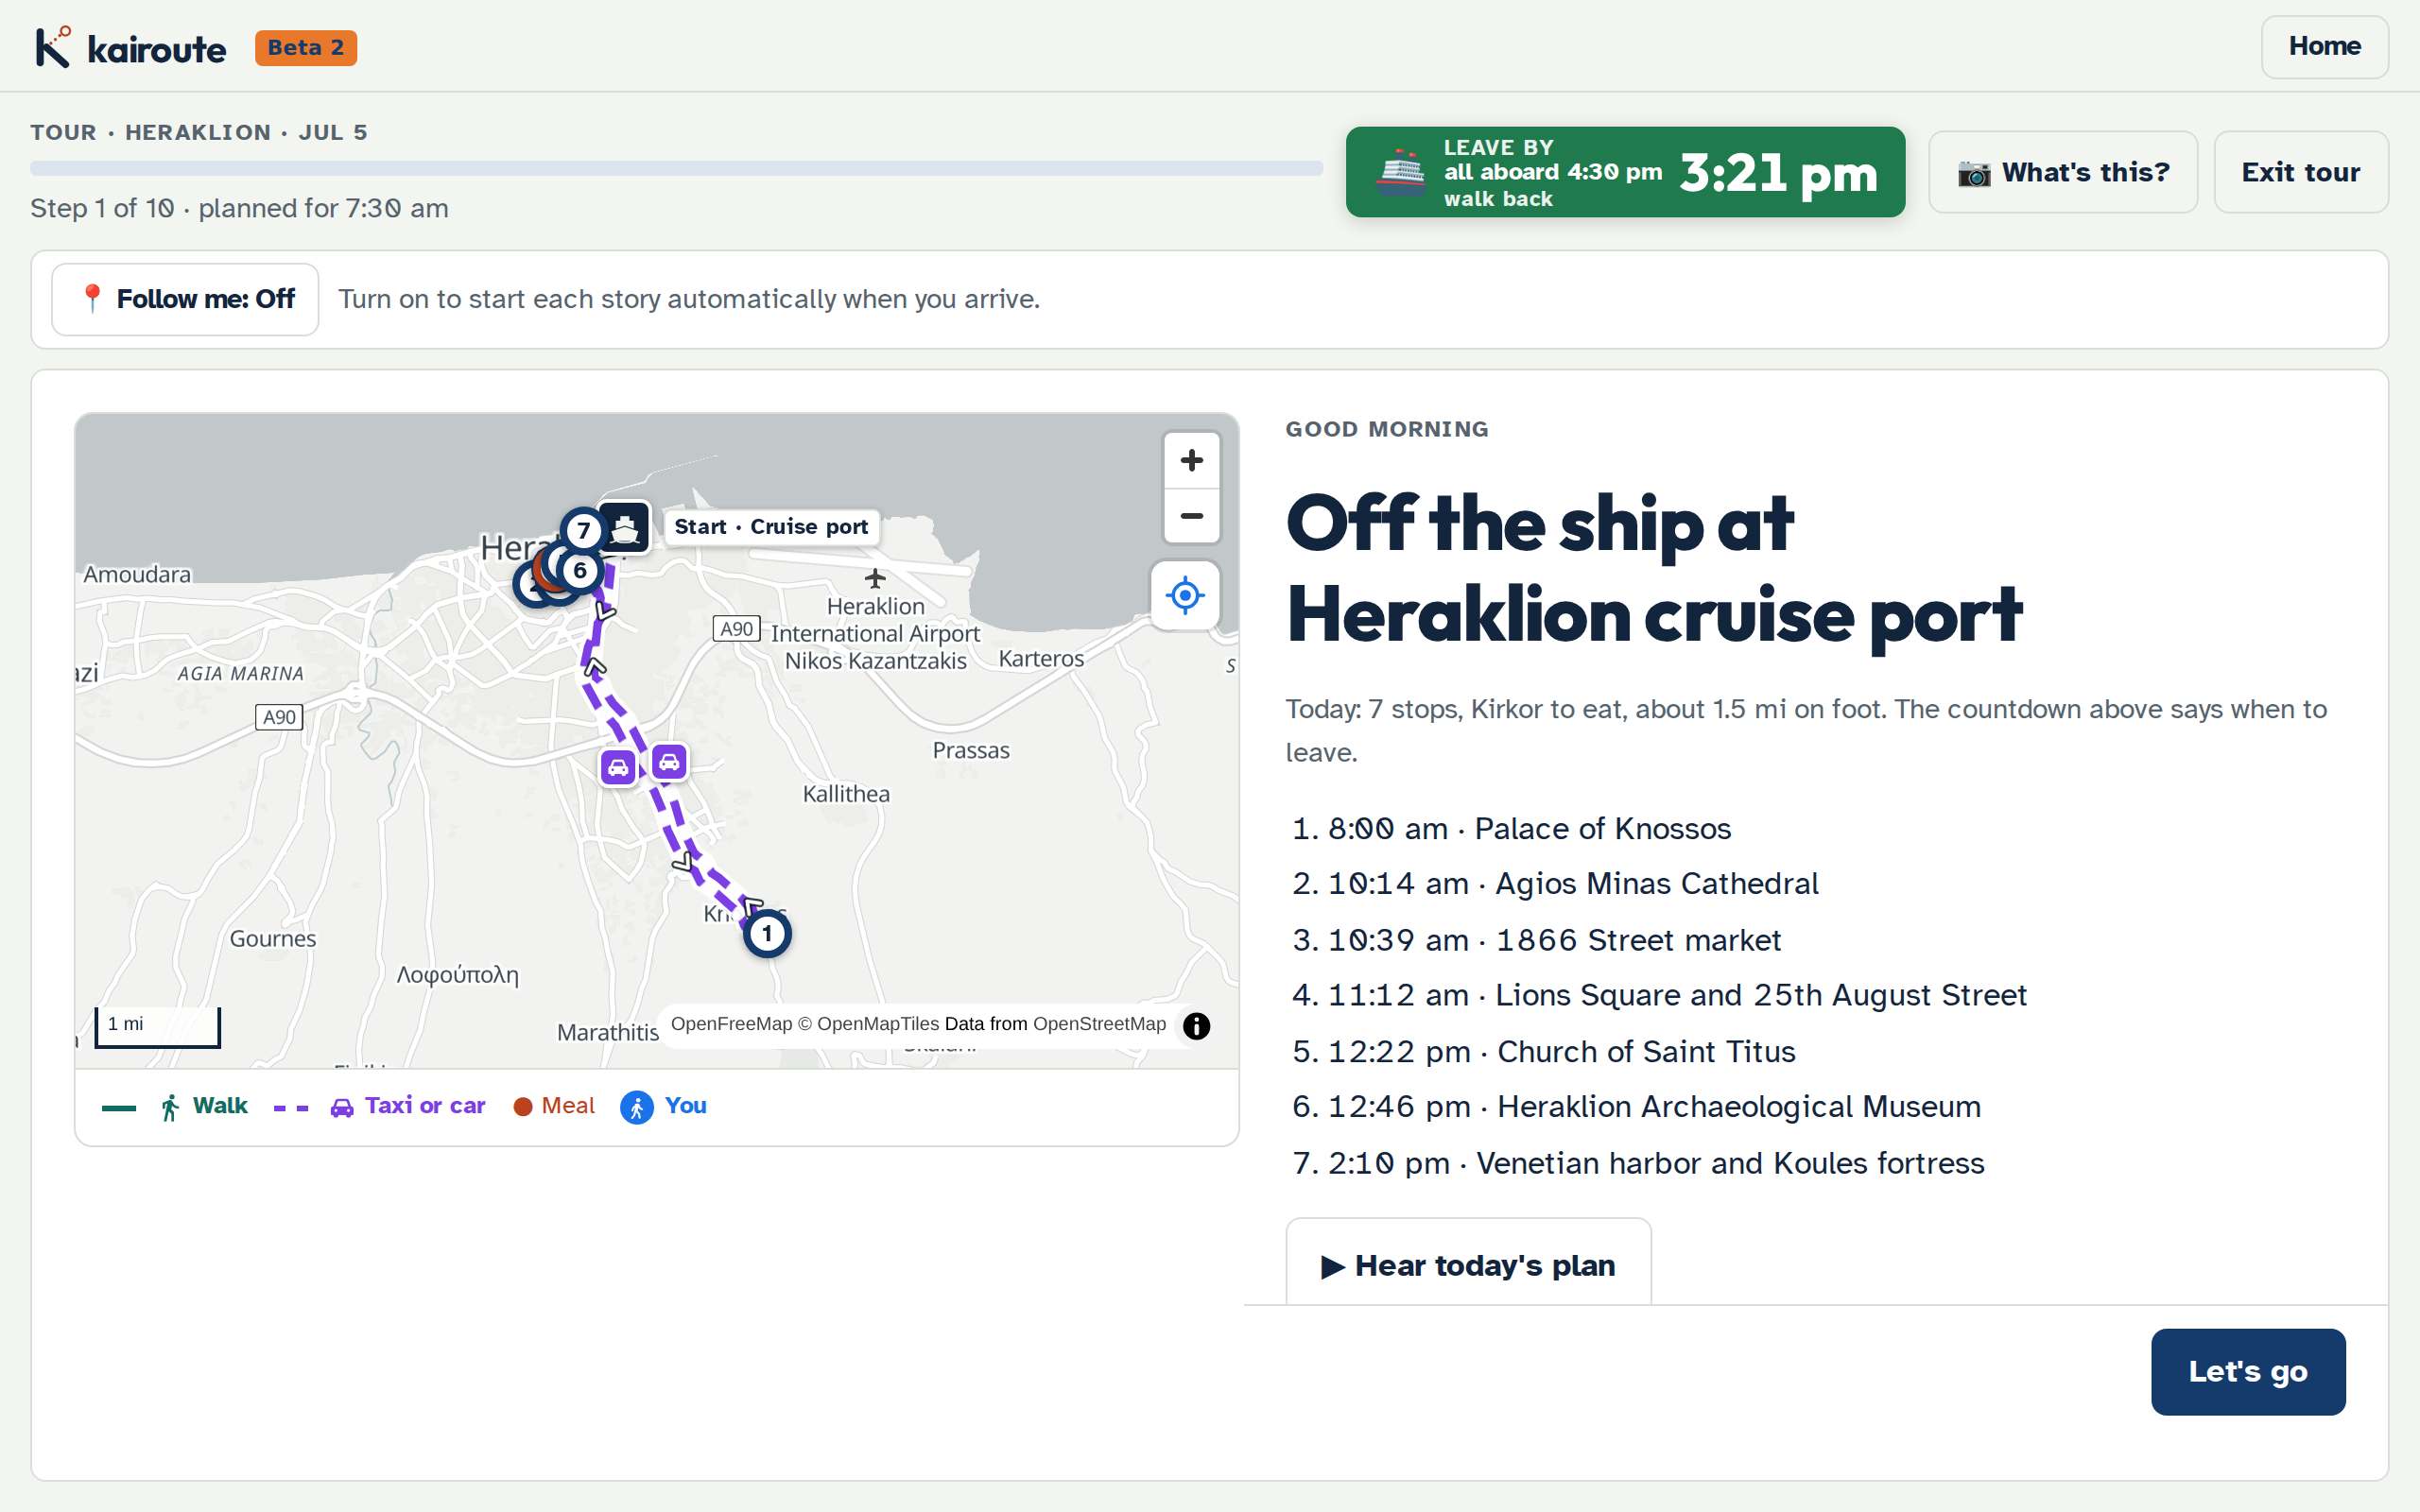 kairoute
Beta 2
Home
TOUR · HERAKLION · JUL 5
Step 1 of 10 · planned for 7:30 am
LEAVE BY
all aboard 4:30 pm
walk back
3:21 pm
What's this?
Exit tour
Follow me: Off
Turn on to start each story automatically when you arrive.
7
6
Start · Cruise port
Amoudara
A90
Heraklion
International Airport
Nikos Kazantzakis
Karteros
AGIA MARINA
A90
Prassas
Kallithea
1
Gournes
Λοφούπολη
Marathitis
1 mi
OpenFreeMap © OpenMapTiles Data from OpenStreetMap
Walk
Taxi or car
Meal
You
GOOD MORNING
Off the ship at
Heraklion cruise port
Today: 7 stops, Kirkor to eat, about 1.5 mi on foot. The countdown above says when to
leave.
1. 8:00 am · Palace of Knossos
2. 10:14 am · Agios Minas Cathedral
3. 10:39 am · 1866 Street market
4. 11:12 am · Lions Square and 25th August Street
5. 12:22 pm · Church of Saint Titus
6. 12:46 pm · Heraklion Archaeological Museum
7. 2:10 pm · Venetian harbor and Koules fortress
▶ Hear today's plan
Let's go